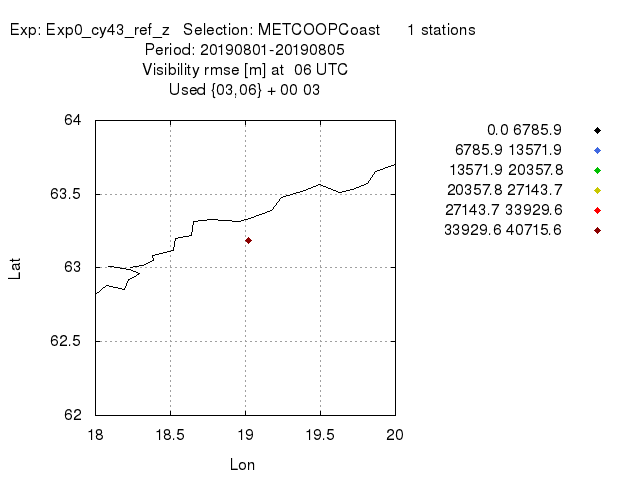 Exp: Exp0_cy43_ref_z   Selection: METCOOPCoast      1 stations
Period: 20190801-20190805
Visibility rmse [m] at  06 UTC
Used {03,06} + 00 03
0.0 6785.9
6785.9 13571.9
13571.9 20357.8
20357.8 27143.7
27143.7 33929.6
33929.6 40715.6
64
63.5
63
62.5
62
Lat
18 18.5 19 19.5 20
Lon